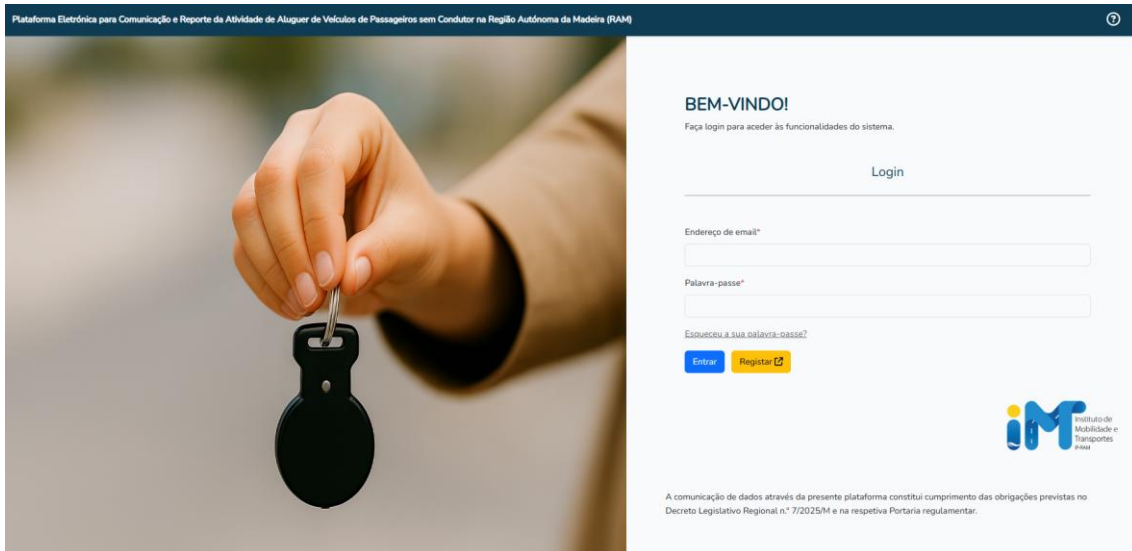 Plataforma Eletrónica para Comunicação e Reporte da Atividade de Aluguer de Veículos de Passageiros sem Condutor na Região Autónoma da Madeira (RAM)
BEM-VINDO!
Faça login para aceder às funcionalidades do sistema.
Login
Endereço de email*
Palavra-passe*
Esqueceu a sua palavra-passe?
Entrar Registar
iMT
Instituto de
Mobilidade e
Transportes
IP-RAM
A comunicação de dados através da presente plataforma constitui cumprimento das obrigações previstas no
Decreto Legislativo Regional n.º 7/2025/M e na respetiva Portaria regulamentar.